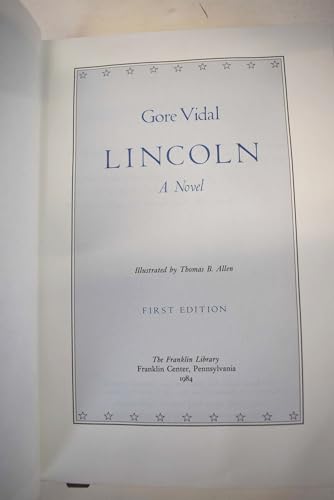 Gore Vidal
LINCOLN
A Novel
Illustrated by Thomas B. Allen
FIRST EDITION
The Franklin Library
Franklin Center, Pennsylvania
1984